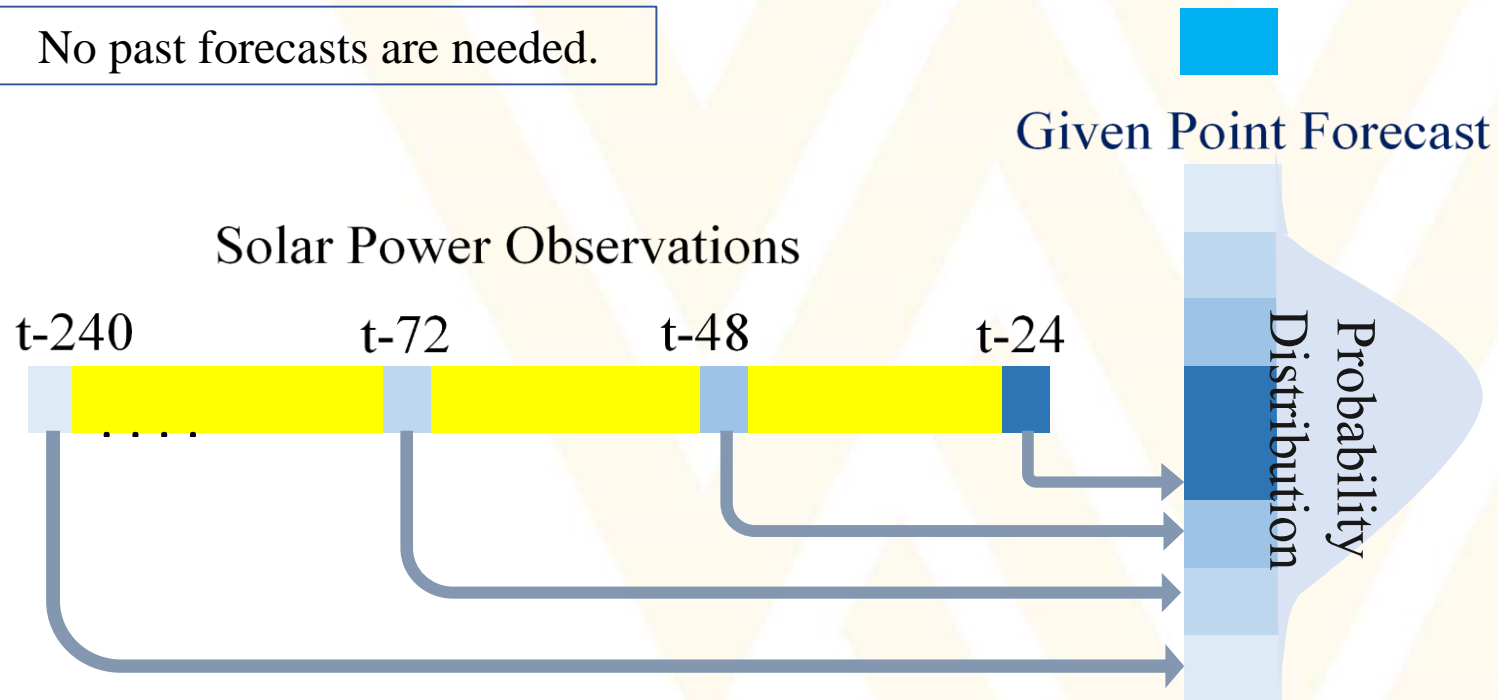 No past forecasts are needed.
Given Point Forecast
Solar Power Observations
t-240
t-72
t-48
t-24
. . . .
Probability
Distribution